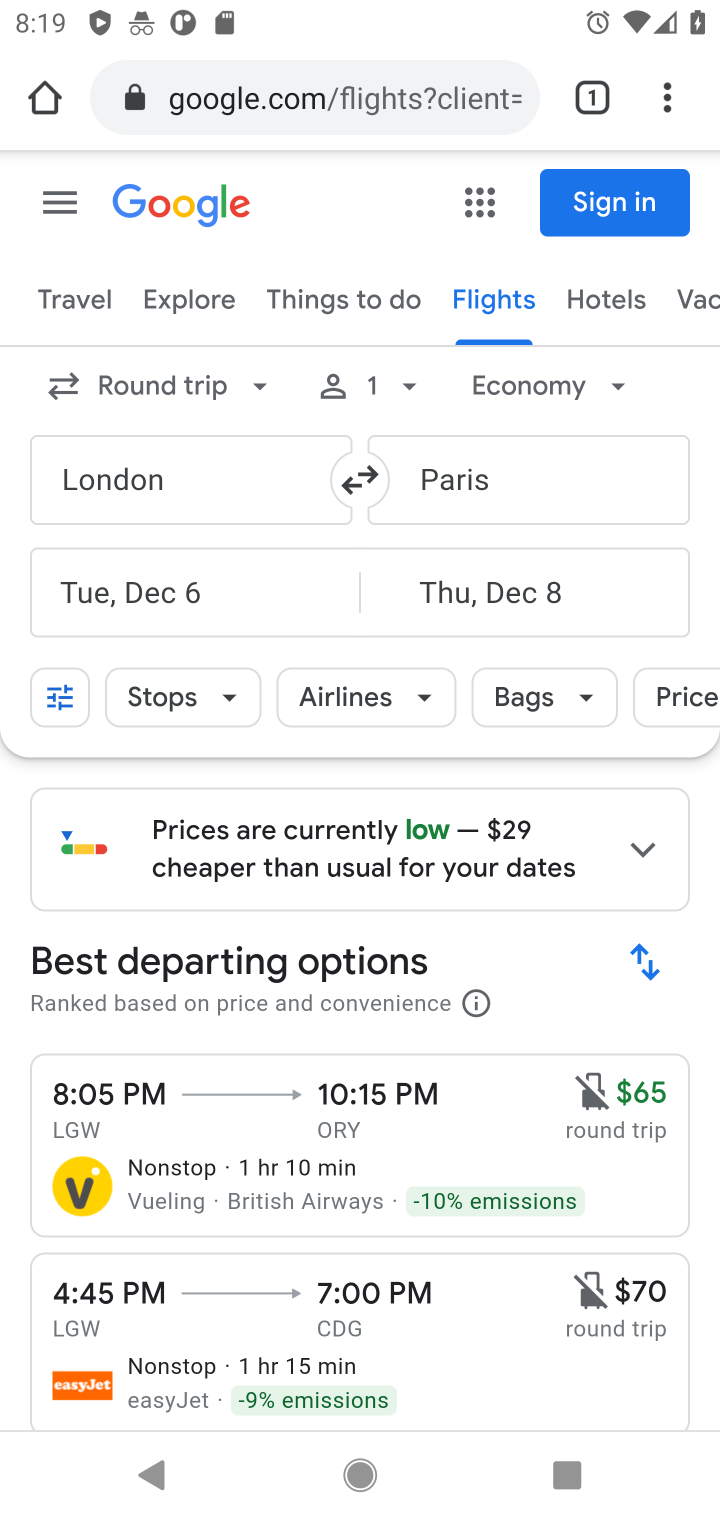 8:19
google.com/flights?client=
1
Google
Sign in
Travel Explore Things to do Flights Hotels Vac
Round trip 1 Economy
London Paris
Tue, Dec 6 Thu, Dec 8
Stops Airlines Bags Price
Prices are currently low — $29
cheaper than usual for your dates
Best departing options
Ranked based on price and convenience
8:05 PM 10:15 PM $65
LGW ORY round trip
Nonstop · 1 hr 10 min
V
Vueling · British Airways · -10% emissions
4:45 PM 7:00 PM $70
LGW CDG round trip
Nonstop · 1 hr 15 min
easyJet
easyJet · -9% emissions